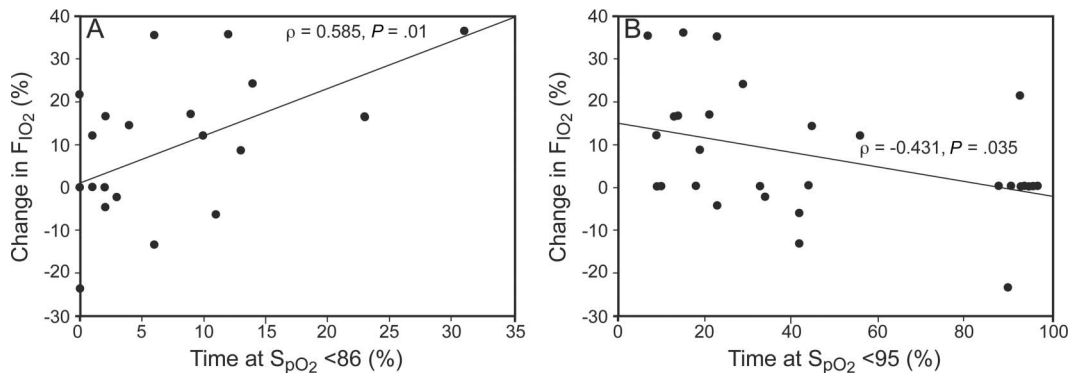 A
ρ = 0.585, P = .01
Change in FIO2 (%)
40
30
20
10
0
-10
-20
-30
0 5 10 15 20 25 30 35
Time at SpO2 <86 (%)
B
ρ = -0.431, P = .035
Change in FIO2 (%)
40
30
20
10
0
-10
-20
-30
0 20 40 60 80 100
Time at SpO2 <95 (%)